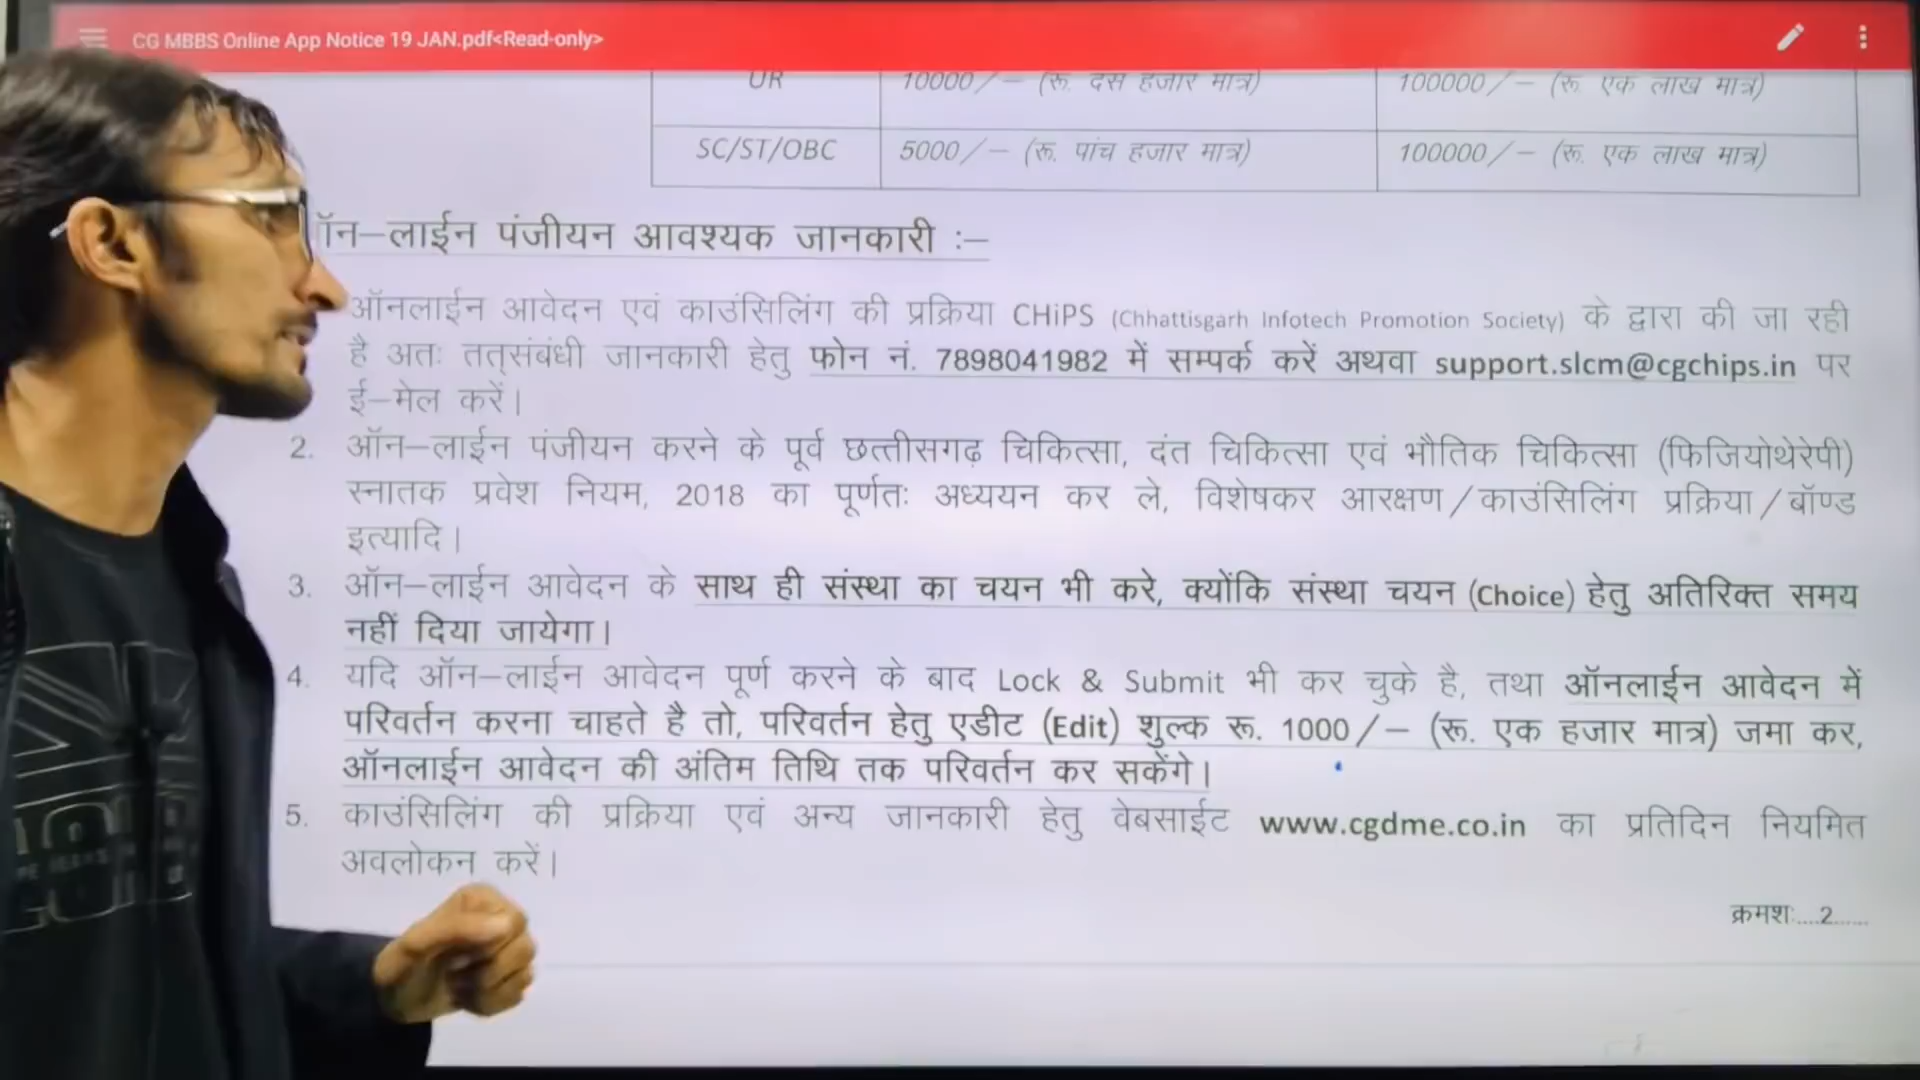 CG MBBS Online App Notice 19 JAN.pdf<Read-only>
UR 10000/– (रू. दस हजार मात्र) 100000/– (रू. एक लाख मात्र)
SC/ST/OBC 5000/– (रू. पांच हजार मात्र) 100000/– (रू. एक लाख मात्र)
ऑन–लाईन पंजीयन आवश्यक जानकारी :–
ऑनलाईन आवेदन एवं काउंसिलिंग की प्रक्रिया CHiPS (Chhattisgarh Infotech Promotion Society) के द्वारा की जा रही
है अतः तत्संबंधी जानकारी हेतु फोन नं. 7898041982 में सम्पर्क करें अथवा support.slcm@cgchips.in पर
ई–मेल करें।
2. ऑन–लाईन पंजीयन करने के पूर्व छत्तीसगढ़ चिकित्सा, दंत चिकित्सा एवं भौतिक चिकित्सा (फिजियोथेरेपी)
स्नातक प्रवेश नियम, 2018 का पूर्णतः अध्ययन कर ले, विशेषकर आरक्षण/काउंसिलिंग प्रक्रिया/बॉण्ड
इत्यादि।
3. ऑन–लाईन आवेदन के साथ ही संस्था का चयन भी करे, क्योंकि संस्था चयन (Choice) हेतु अतिरिक्त समय
नहीं दिया जायेगा।
4. यदि ऑन–लाईन आवेदन पूर्ण करने के बाद Lock & Submit भी कर चुके है, तथा ऑनलाईन आवेदन में
परिवर्तन करना चाहते है तो, परिवर्तन हेतु एडीट (Edit) शुल्क रू. 1000/– (रू. एक हजार मात्र) जमा कर,
ऑनलाईन आवेदन की अंतिम तिथि तक परिवर्तन कर सकेंगे।
5. काउंसिलिंग की प्रक्रिया एवं अन्य जानकारी हेतु वेबसाईट www.cgdme.co.in का प्रतिदिन नियमित
अवलोकन करें।
क्रमशः....2......